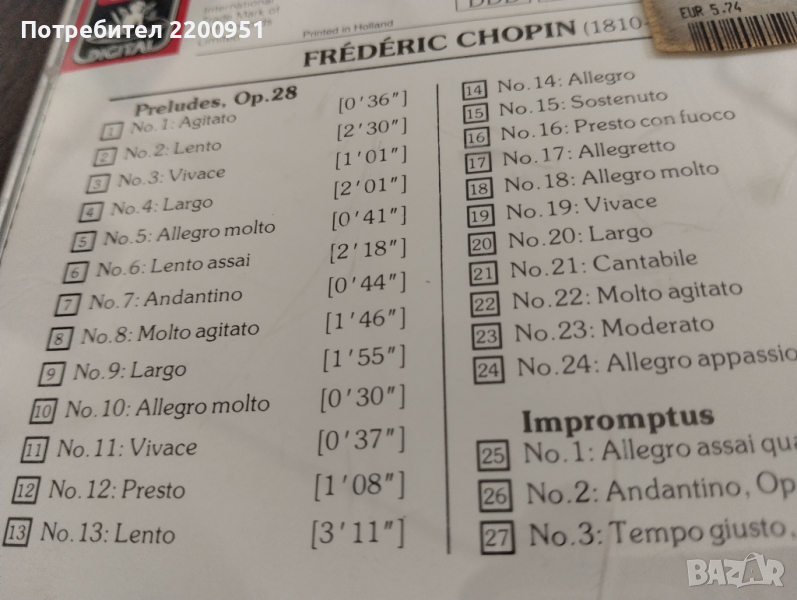 Потребител 2200951
DIGITAL
International
Mark of
Printed in Holland
DDD
EUR 5.74
FRÉDÉRIC CHOPIN (1810-
Preludes, Op.28
1 No.1: Agitato [0'36"]
2 No.2: Lento [2'30"]
3 No.3: Vivace [1'01"]
4 No.4: Largo [2'01"]
5 No.5: Allegro molto [0'41"]
6 No.6: Lento assai [2'18"]
7 No.7: Andantino [0'44"]
8 No.8: Molto agitato [1'46"]
9 No.9: Largo [1'55"]
10 No.10: Allegro molto [0'30"]
11 No.11: Vivace [0'37"]
12 No.12: Presto [1'08"]
13 No.13: Lento [3'11"]
14 No.14: Allegro
15 No.15: Sostenuto
16 No.16: Presto con fuoco
17 No.17: Allegretto
18 No.18: Allegro molto
19 No.19: Vivace
20 No.20: Largo
21 No.21: Cantabile
22 No.22: Molto agitato
23 No.23: Moderato
24 No.24: Allegro appassio
Impromptus
25 No.1: Allegro assai qua
26 No.2: Andantino, Op
27 No.3: Tempo giusto,
BAZAR